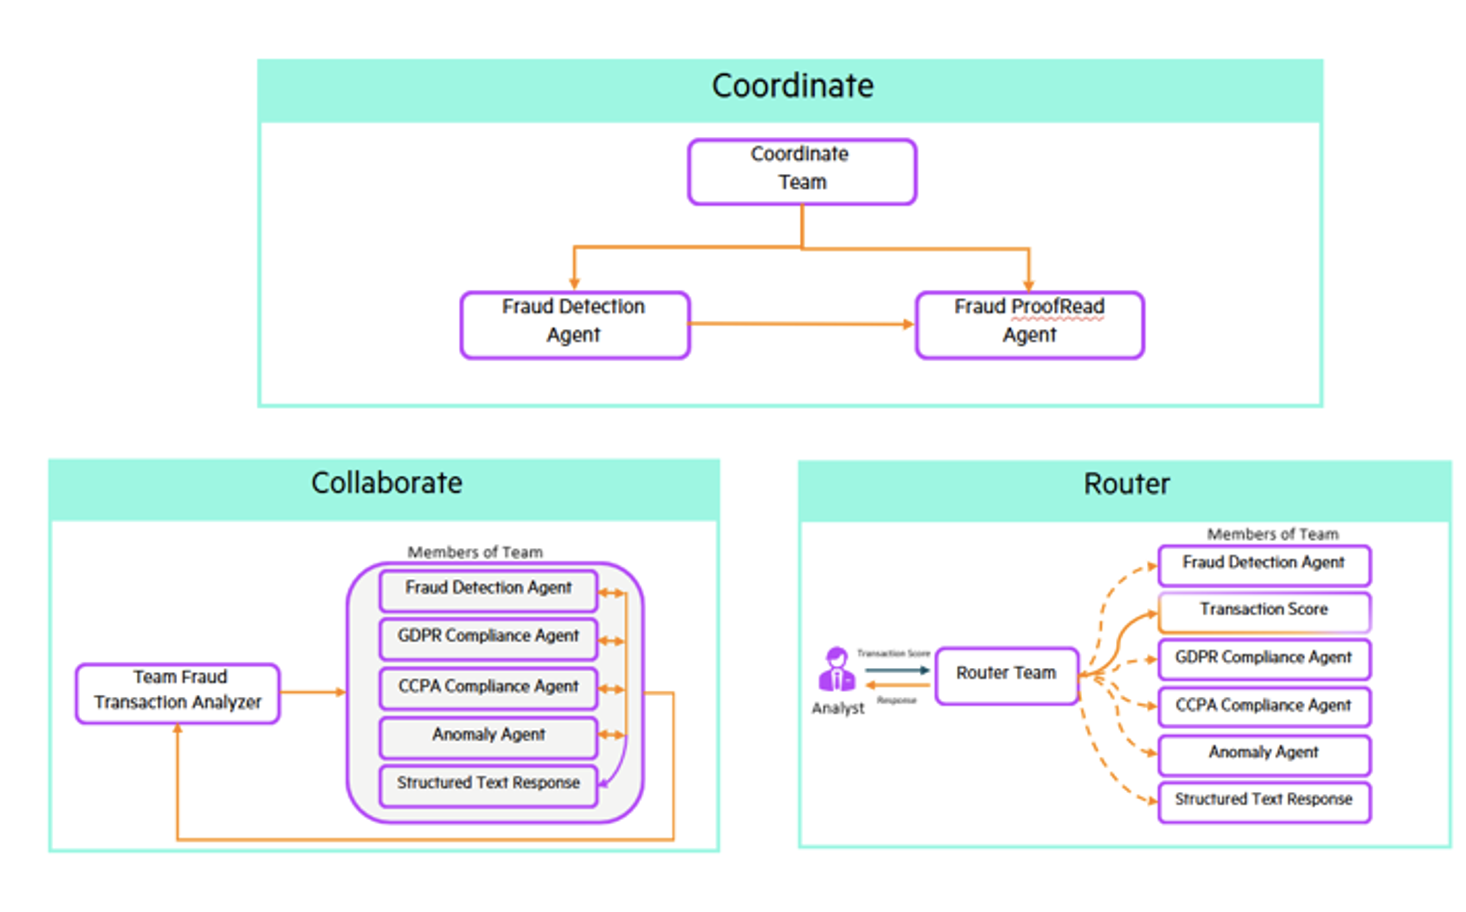 Coordinate
Coordinate
Team
Fraud Detection
Agent
Fraud ProofRead
Agent
Collaborate
Members of Team
Fraud Detection Agent
GDPR Compliance Agent
CCPA Compliance Agent
Anomaly Agent
Structured Text Response
Team Fraud
Transaction Analyzer
Router
Members of Team
Fraud Detection Agent
Transaction Score
GDPR Compliance Agent
CCPA Compliance Agent
Anomaly Agent
Structured Text Response
Transaction Score
Router Team
Response
Analyst